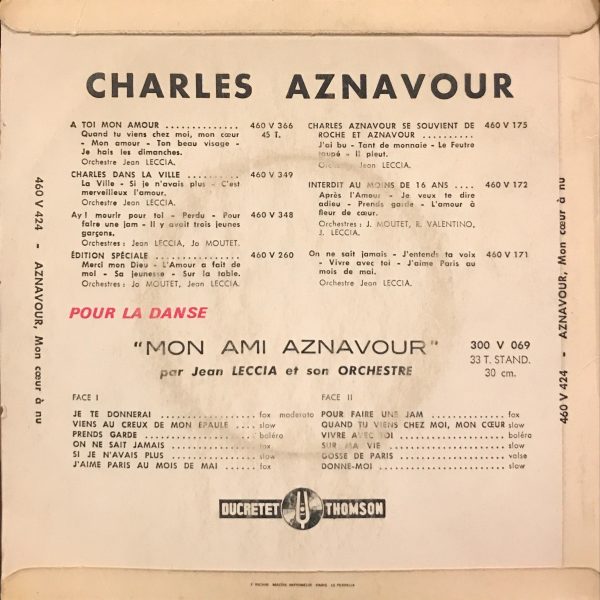 CHARLES AZNAVOUR
A TOI MON AMOUR .............. 460 V 366
Quand tu viens chez moi, mon cœur 45 T.
- Mon amour - Ton beau visage -
Je hais les dimanches.
Orchestre Jean LECCIA.
CHARLES DANS LA VILLE .......... 460 V 349
La Ville - Si je n'avais plus - C'est
merveilleux l'amour.
Orchestre Jean LECCIA.
Ay! mourir pour toi - Perdu - Pour 460 V 348
faire une jam - Il y avait trois jeunes
garçons.
Orchestres : Jean LECCIA, Jo MOUTET.
ÉDITION SPÉCIALE .............. 460 V 260
Merci mon Dieu - L'Amour a fait de
moi - Sa jeunesse - Sur la table.
Orchestres : Jo MOUTET, Jean LECCIA.
CHARLES AZNAVOUR SE SOUVIENT DE 460 V 175
ROCHE ET AZNAVOUR ..........
J'ai bu - Tant de monnaie - Le Feutre
taupé - Il pleut.
Orchestre Jean LECCIA.
INTERDIT AU MOINS DE 16 ANS .... 460 V 172
Après l'Amour - Je veux te dire
adieu - Prends garde - L'amour à
fleur de cœur.
Orchestres : J. MOUTET, R. VALENTINO,
J. LECCIA.
On ne sait jamais - J'entends ta voix 460 V 171
- Vivre avec toi - J'aime Paris au
mois de mai.
Orchestre Jean LECCIA.
POUR LA DANSE
"MON AMI AZNAVOUR" 300 V 069
par Jean LECCIA et son ORCHESTRE 33 T. STAND.
30 cm.
FACE I
JE TE DONNERAI .................. fox moderato
VIENS AU CREUX DE MON ÉPAULE .... slow
PRENDS GARDE .................. boléro
ON NE SAIT JAMAIS .............. fox
SI JE N'AVAIS PLUS .............. slow
J'AIME PARIS AU MOIS DE MAI ...... fox
FACE II
POUR FAIRE UNE JAM .............. fox
QUAND TU VIENS CHEZ MOI, MON CŒUR slow
VIVRE AVEC TOI .................. boléro
SUR MA VIE .................. slow
GOSSE DE PARIS .................. valse
DONNE-MOI .................. slow
DUCRETET THOMSON
460 V 424 - AZNAVOUR, Mon cœur à nu
460 V 424 - AZNAVOUR, Mon cœur à nu